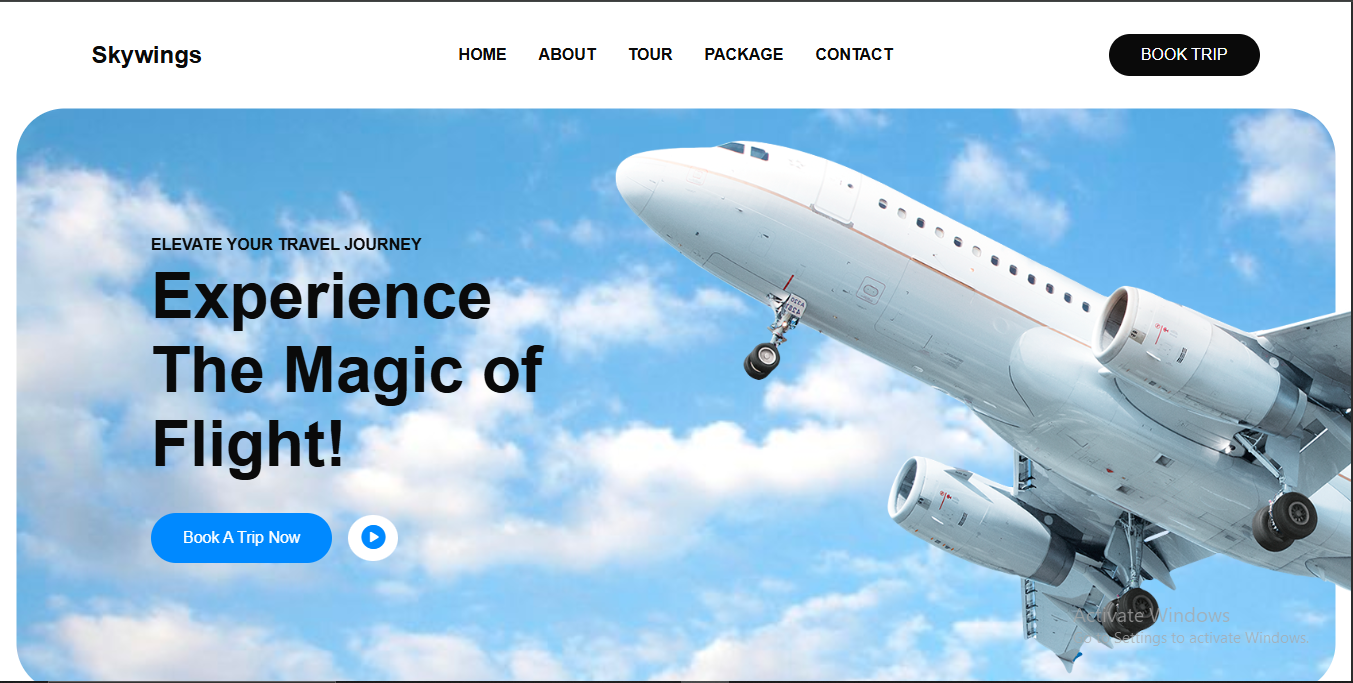 Skywings
HOME ABOUT TOUR PACKAGE CONTACT
BOOK TRIP
ELEVATE YOUR TRAVEL JOURNEY
Experience
The Magic of
Flight!
Book A Trip Now
Activate Windows
Settings to activate Windows.